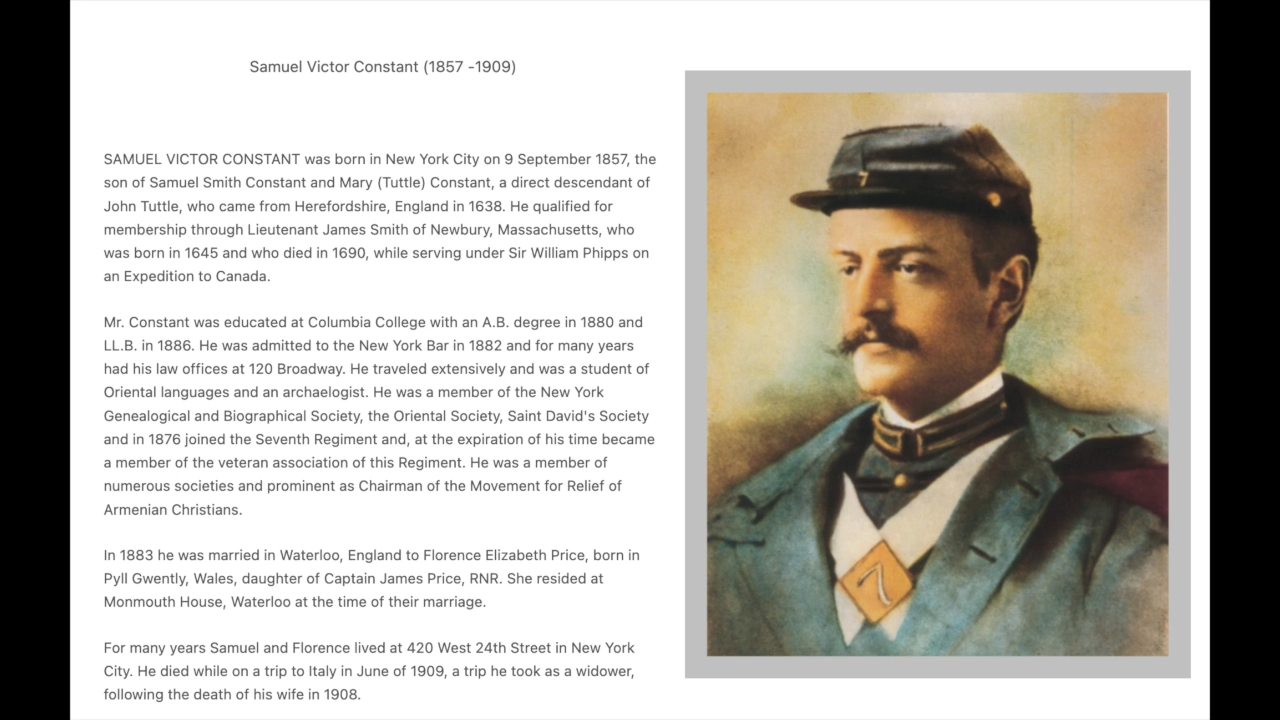 Samuel Victor Constant (1857 -1909)
SAMUEL VICTOR CONSTANT was born in New York City on 9 September 1857, the
son of Samuel Smith Constant and Mary (Tuttle) Constant, a direct descendant of
John Tuttle, who came from Herefordshire, England in 1638. He qualified for
membership through Lieutenant James Smith of Newbury, Massachusetts, who
was born in 1645 and who died in 1690, while serving under Sir William Phipps on
an Expedition to Canada.
Mr. Constant was educated at Columbia College with an A.B. degree in 1880 and
LL.B. in 1886. He was admitted to the New York Bar in 1882 and for many years
had his law offices at 120 Broadway. He traveled extensively and was a student of
Oriental languages and an archaelogist. He was a member of the New York
Genealogical and Biographical Society, the Oriental Society, Saint David's Society
and in 1876 joined the Seventh Regiment and, at the expiration of his time became
a member of the veteran association of this Regiment. He was a member of
numerous societies and prominent as Chairman of the Movement for Relief of
Armenian Christians.
In 1883 he was married in Waterloo, England to Florence Elizabeth Price, born in
Pyll Gwently, Wales, daughter of Captain James Price, RNR. She resided at
Monmouth House, Waterloo at the time of their marriage.
For many years Samuel and Florence lived at 420 West 24th Street in New York
City. He died while on a trip to Italy in June of 1909, a trip he took as a widower,
following the death of his wife in 1908.
7
7